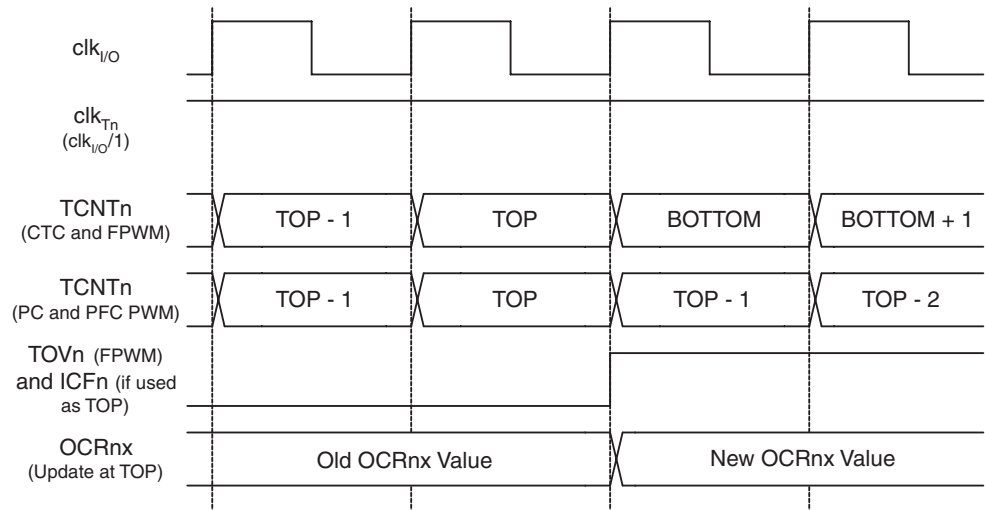 clkI/O
clkTn
(clkI/O/1)
TCNTn
(CTC and FPWM)
TOP - 1
TOP
BOTTOM
BOTTOM + 1
TCNTn
(PC and PFC PWM)
TOP - 1
TOP
TOP - 1
TOP - 2
TOVn (FPWM)
and ICFn (if used
as TOP)
OCRnx
(Update at TOP)
Old OCRnx Value
New OCRnx Value